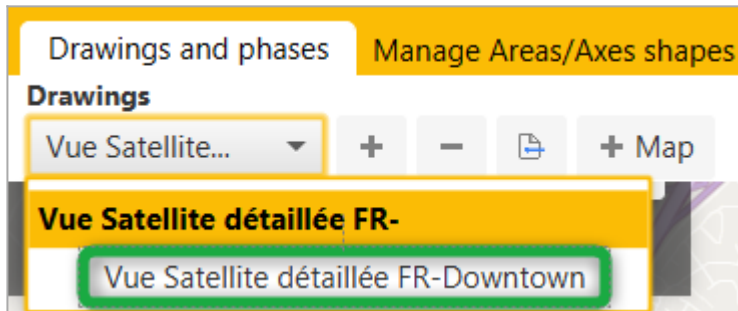 Drawings and phases Manage Areas/Axes shapes
Drawings
Vue Satellite... + − + Map
Vue Satellite détaillée FR-
Vue Satellite détaillée FR-Downtown